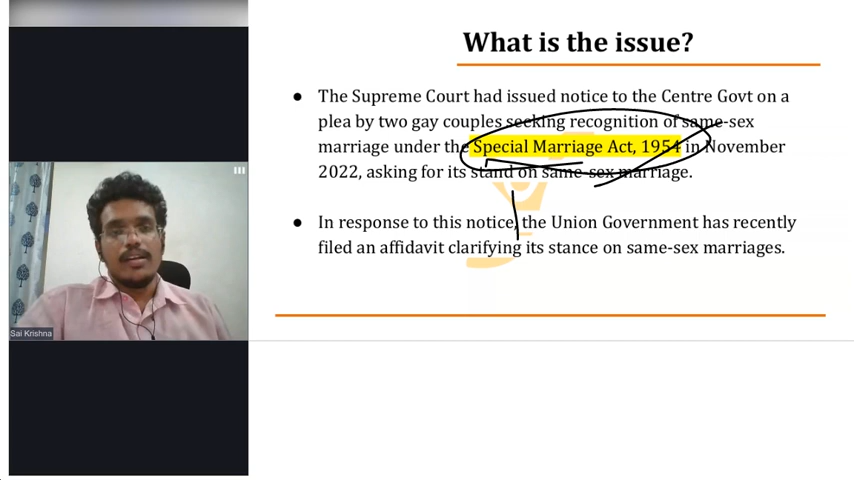 What is the issue?
● The Supreme Court had issued notice to the Centre Govt on a
plea by two gay couples seeking recognition of same-sex
marriage under the Special Marriage Act, 1954 in November
2022, asking for its stand on same-sex marriage.
● In response to this notice, the Union Government has recently
filed an affidavit clarifying its stance on same-sex marriages.
Sai Krishna